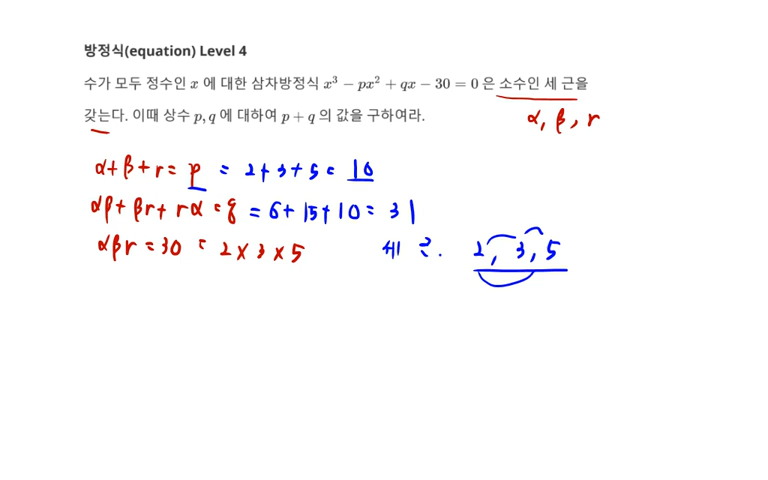 방정식(equation) Level 4
수가 모두 정수인 x 에 대한 삼차방정식 x³ − px² + qx − 30 = 0 은 소수인 세 근을
갖는다. 이때 상수 p, q 에 대하여 p + q 의 값을 구하여라.
α, β, r
α+β+r = p = 2+3+5 = 10
αβ+βr+rα = q = 6+15+10 = 31
αβr = 30 = 2×3×5 세 근. 2, 3, 5